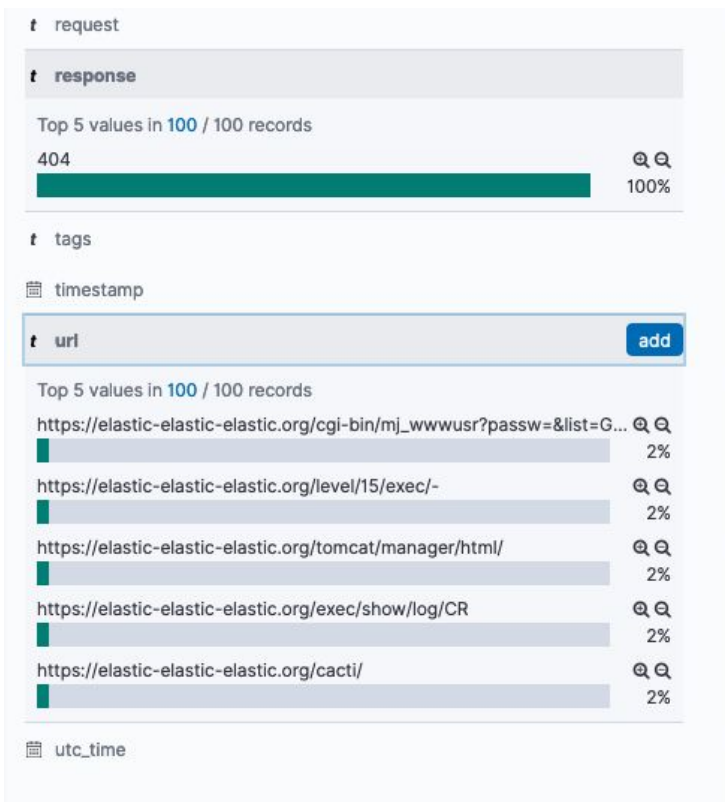 t request
t response
Top 5 values in 100 / 100 records
404
100%
t tags
timestamp
t url add
Top 5 values in 100 / 100 records
https://elastic-elastic-elastic.org/cgi-bin/mj_wwwusr?passw=&list=G...
2%
https://elastic-elastic-elastic.org/level/15/exec/-
2%
https://elastic-elastic-elastic.org/tomcat/manager/html/
2%
https://elastic-elastic-elastic.org/exec/show/log/CR
2%
https://elastic-elastic-elastic.org/cacti/
2%
utc_time